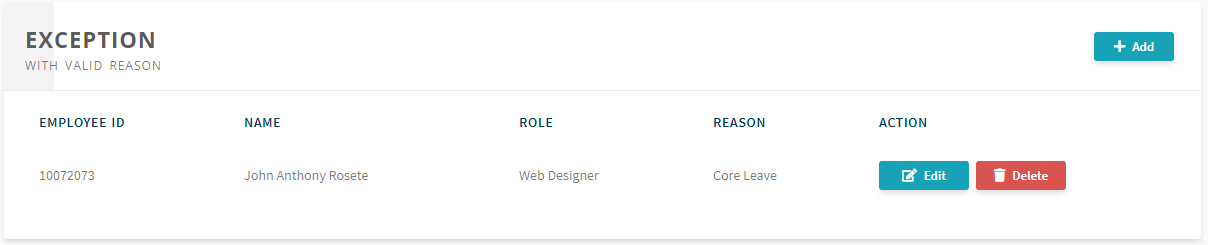 EXCEPTION
WITH VALID REASON
Add
EMPLOYEE ID NAME ROLE REASON ACTION
10072073 John Anthony Rosete Web Designer Core Leave Edit Delete